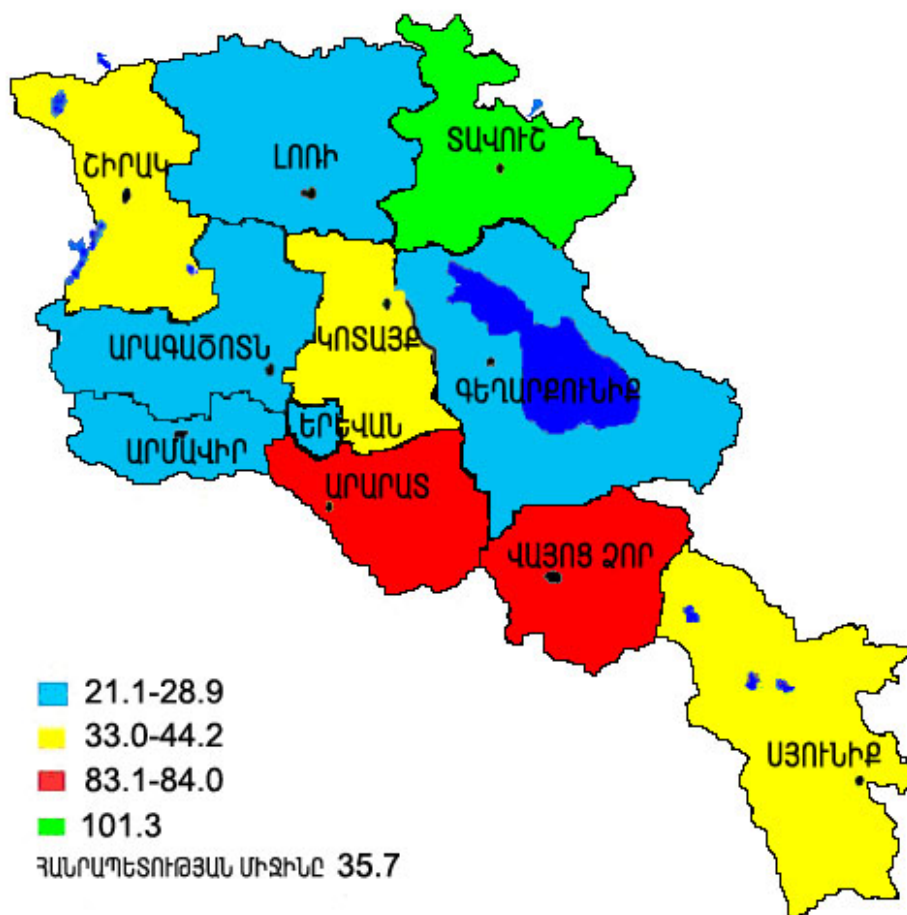 ՏԱՎՈՒՇ
ՇԻՐԱԿ
ԼՈՌԻ
ԿՈՏԱՅՔ
ԱՐԱԳԱԾՈՏՆ
ԳԵՂԱՐՔՈՒՆԻՔ
ԵՐԵՎԱՆ
ԱՐՄԱՎԻՐ
ԱՐԱՐԱՏ
ՎԱՅՈՑ ՁՈՐ
ՍՅՈՒՆԻՔ
21.1-28.9
33.0-44.2
83.1-84.0
101.3
ՀԱՆՐԱՊԵՏՈՒԹՅԱՆ ՄԻՋԻՆԸ 35.7